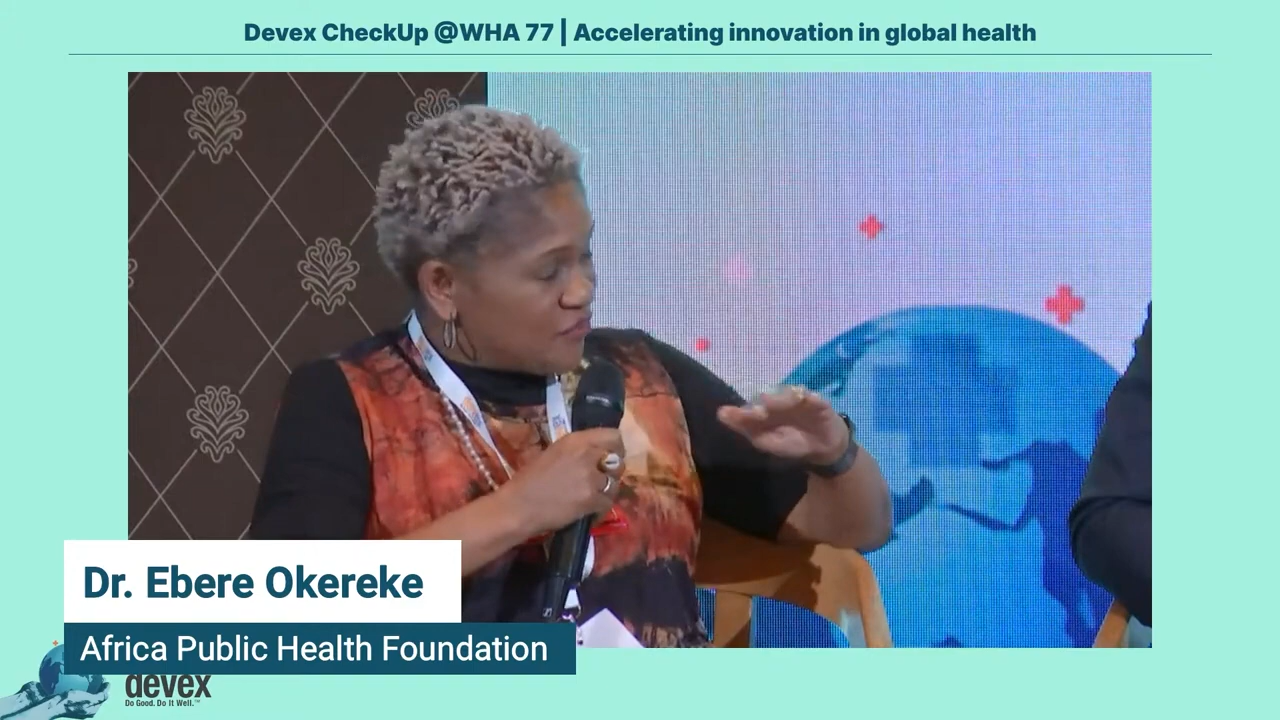 Devex CheckUp @WHA 77 | Accelerating innovation in global health
Dr. Ebere Okereke
Africa Public Health Foundation
devex
Do Good. Do It Well.™